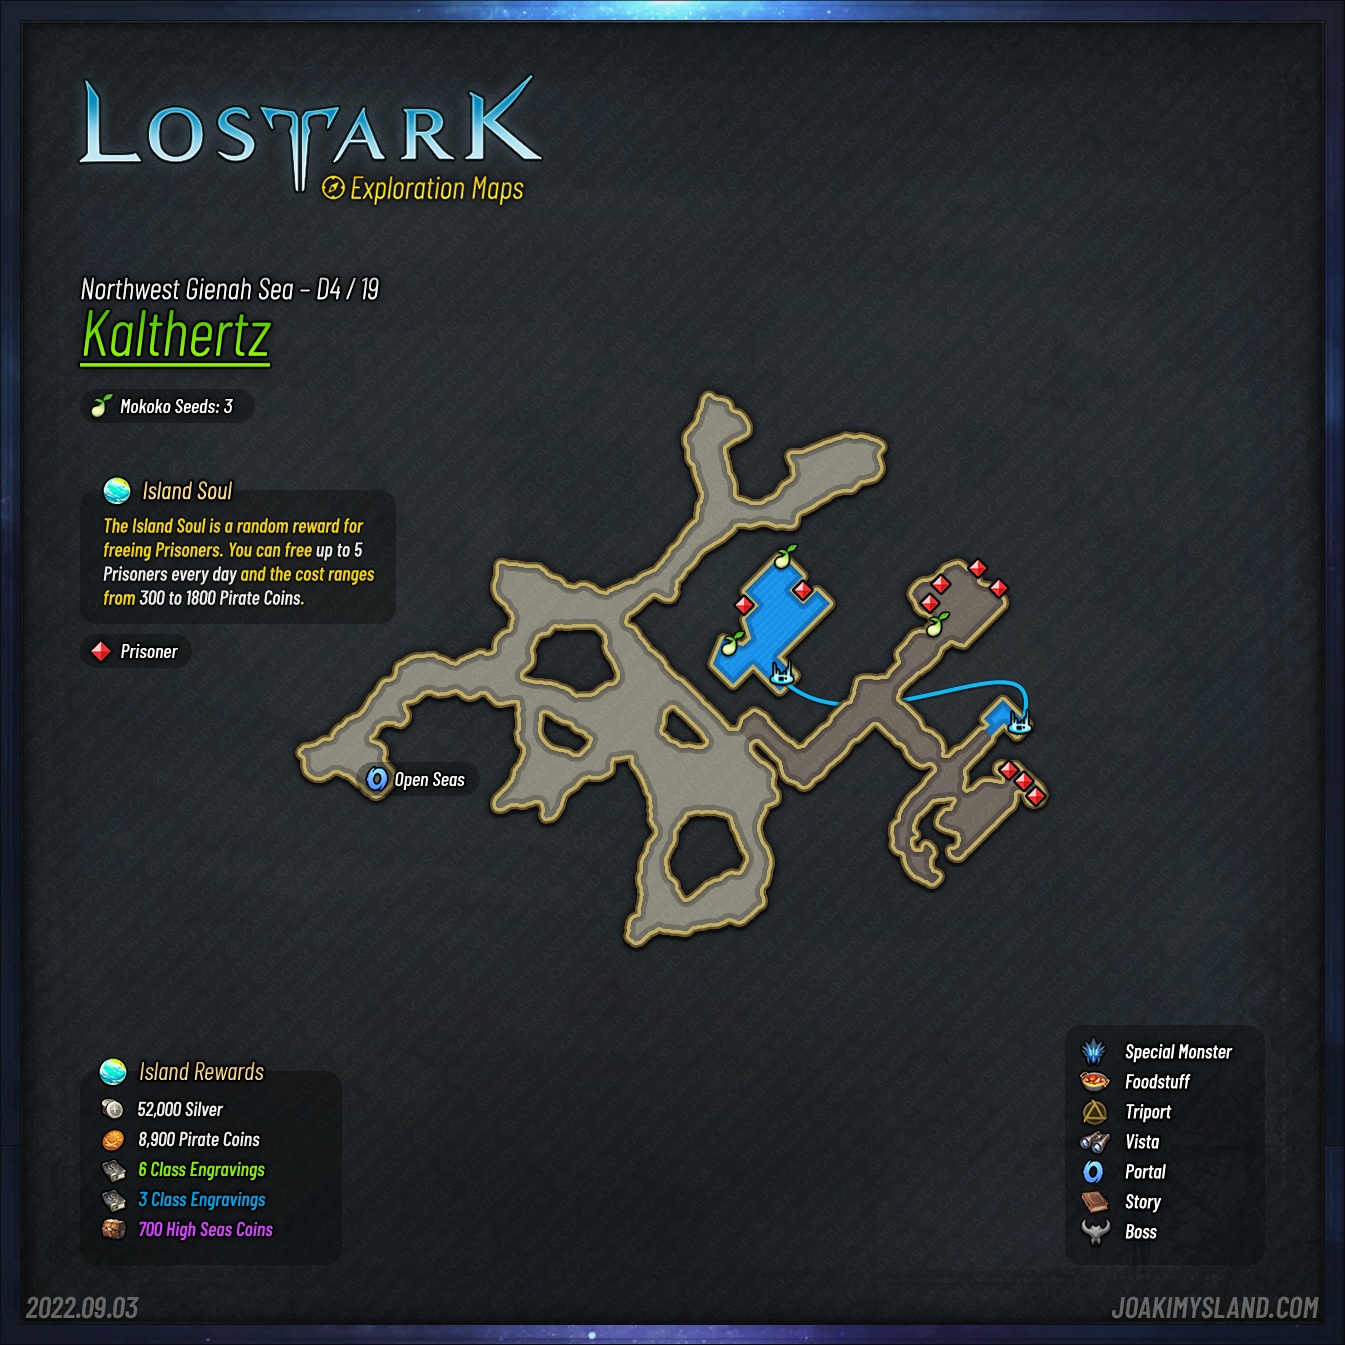 LOSTARK
Exploration Maps
Northwest Gienah Sea – D4 / 19
Kalthertz
Mokoko Seeds: 3
Island Soul
The Island Soul is a random reward for
freeing Prisoners. You can free up to 5
Prisoners every day and the cost ranges
from 300 to 1800 Pirate Coins.
Prisoner
Open Seas
Island Rewards
52,000 Silver
8,900 Pirate Coins
6 Class Engravings
3 Class Engravings
700 High Seas Coins
Special Monster
Foodstuff
Triport
Vista
Portal
Story
Boss
2022.09.03
JOAKIMYSLAND.COM